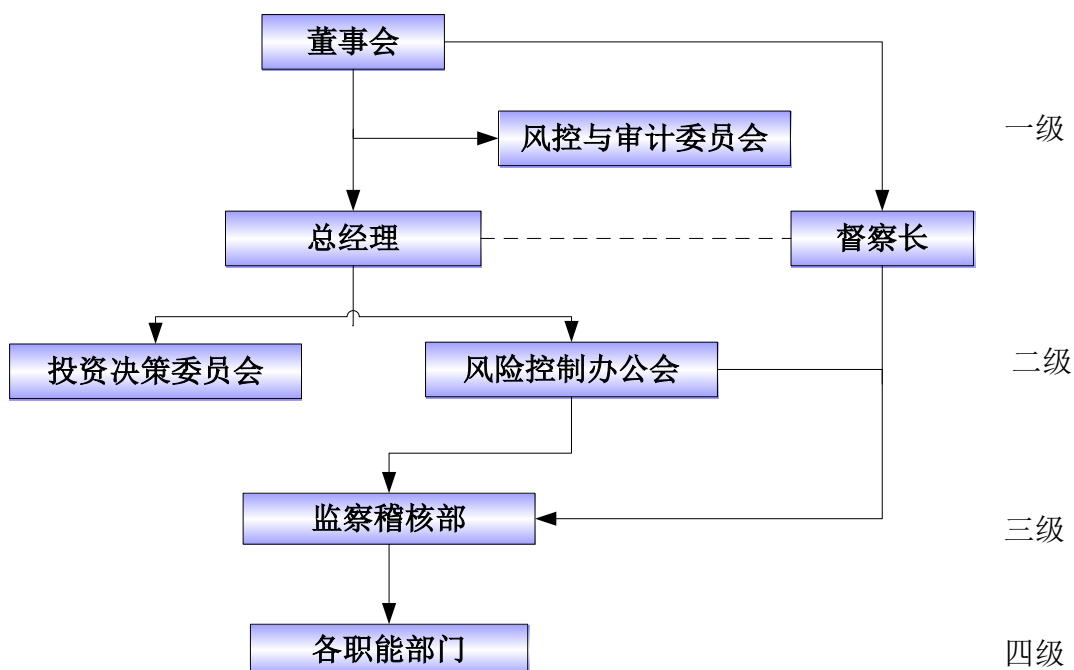 董事会
风控与审计委员会
一级
总经理
督察长
投资决策委员会
风险控制办公会
二级
监察稽核部
三级
各职能部门
四级